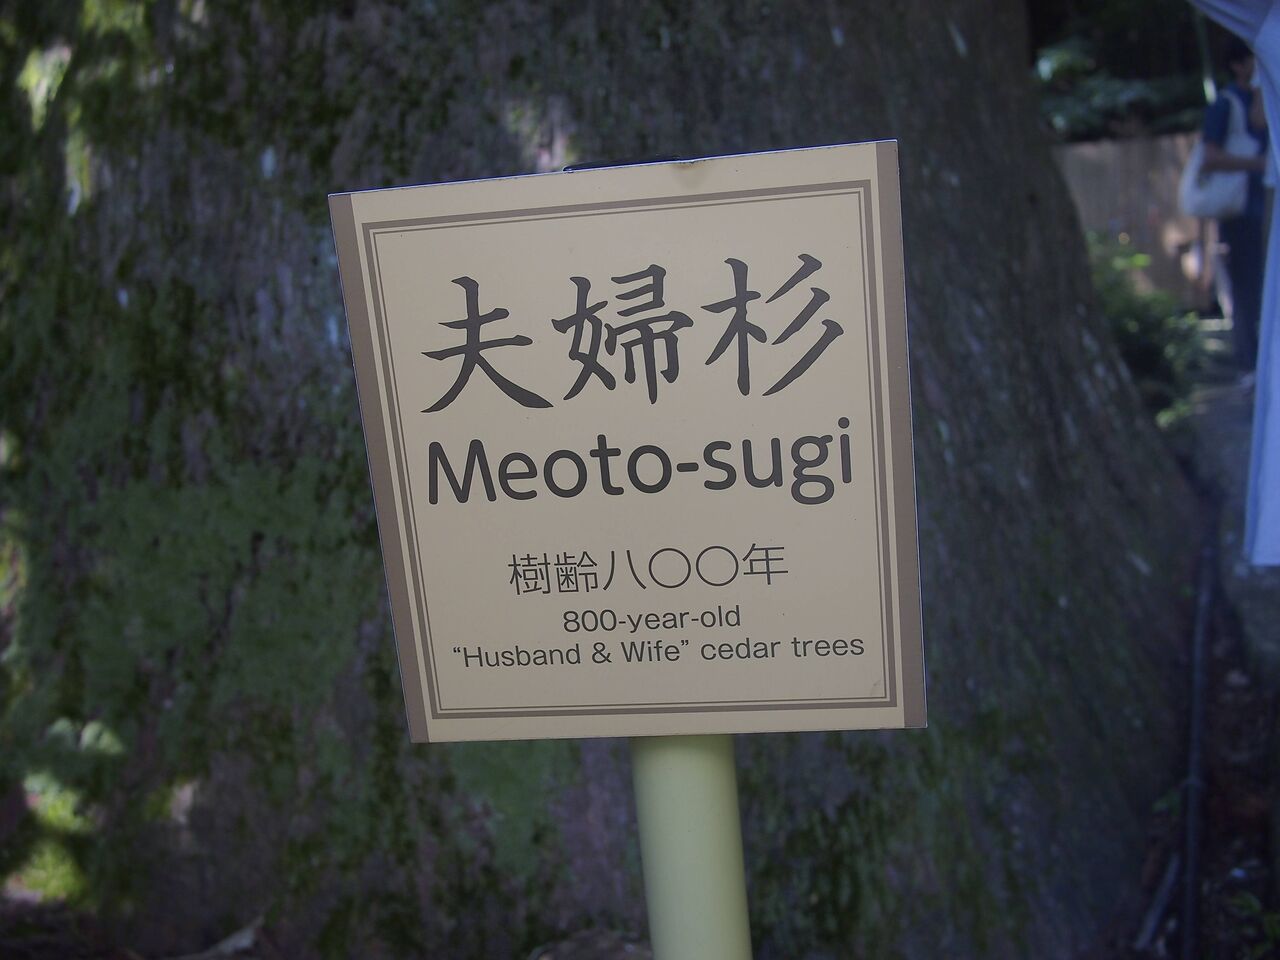 夫婦杉
Meoto-sugi
樹齢八〇〇年
800-year-old
“Husband & Wife” cedar trees